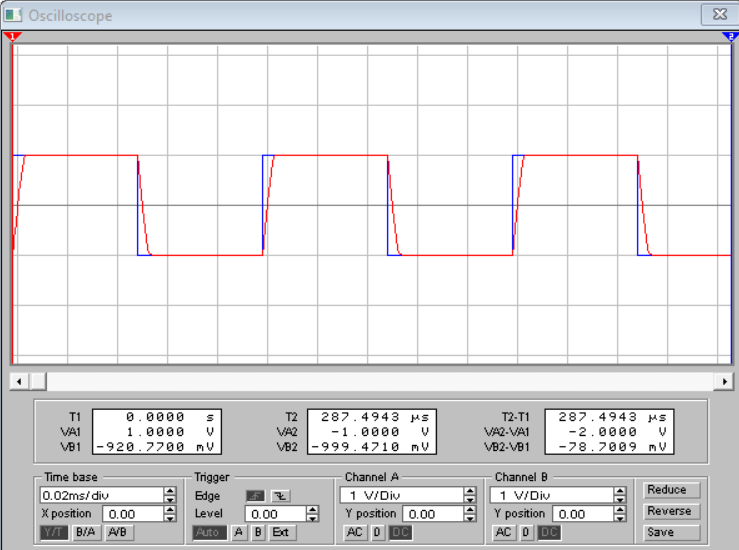 Oscilloscope
1 2
T1 0.0000 s T2 287.4943 µs T2-T1 287.4943 µs
VA1 1.0000 V VA2 -1.0000 V VA2-VA1 -2.0000 V
VB1 -920.7700 mV VB2 -999.4710 mV VB2-VB1 -78.7009 mV
Time base Trigger Channel A Channel B
0.02ms/div Edge 1 V/Div 1 V/Div Reduce
X position 0.00 Level 0.00 Y position 0.00 Y position 0.00 Reverse
Y/T B/A A/B Auto A B Ext AC 0 DC AC 0 DC Save